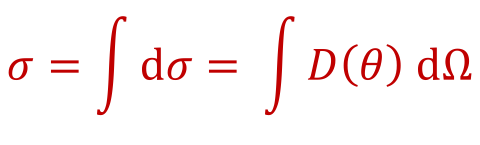 σ = ∫ dσ = ∫ D(θ) dΩ